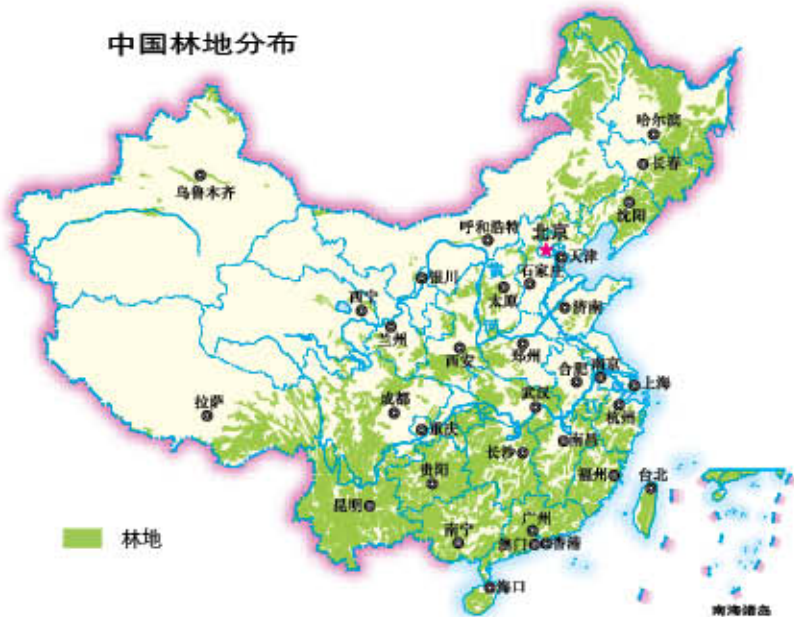 中国林地分布
哈尔滨
长春
乌鲁木齐
沈阳
呼和浩特
北京
天津
银川
石家庄
黄
太原
西宁
济南
兰州
河
西安
郑州
合肥
南京
上海
拉萨
成都
武汉
杭州
重庆
长沙
南昌
贵阳
福州
台北
昆明
广州
南宁
澳门
香港
林地
海口
南海诸岛